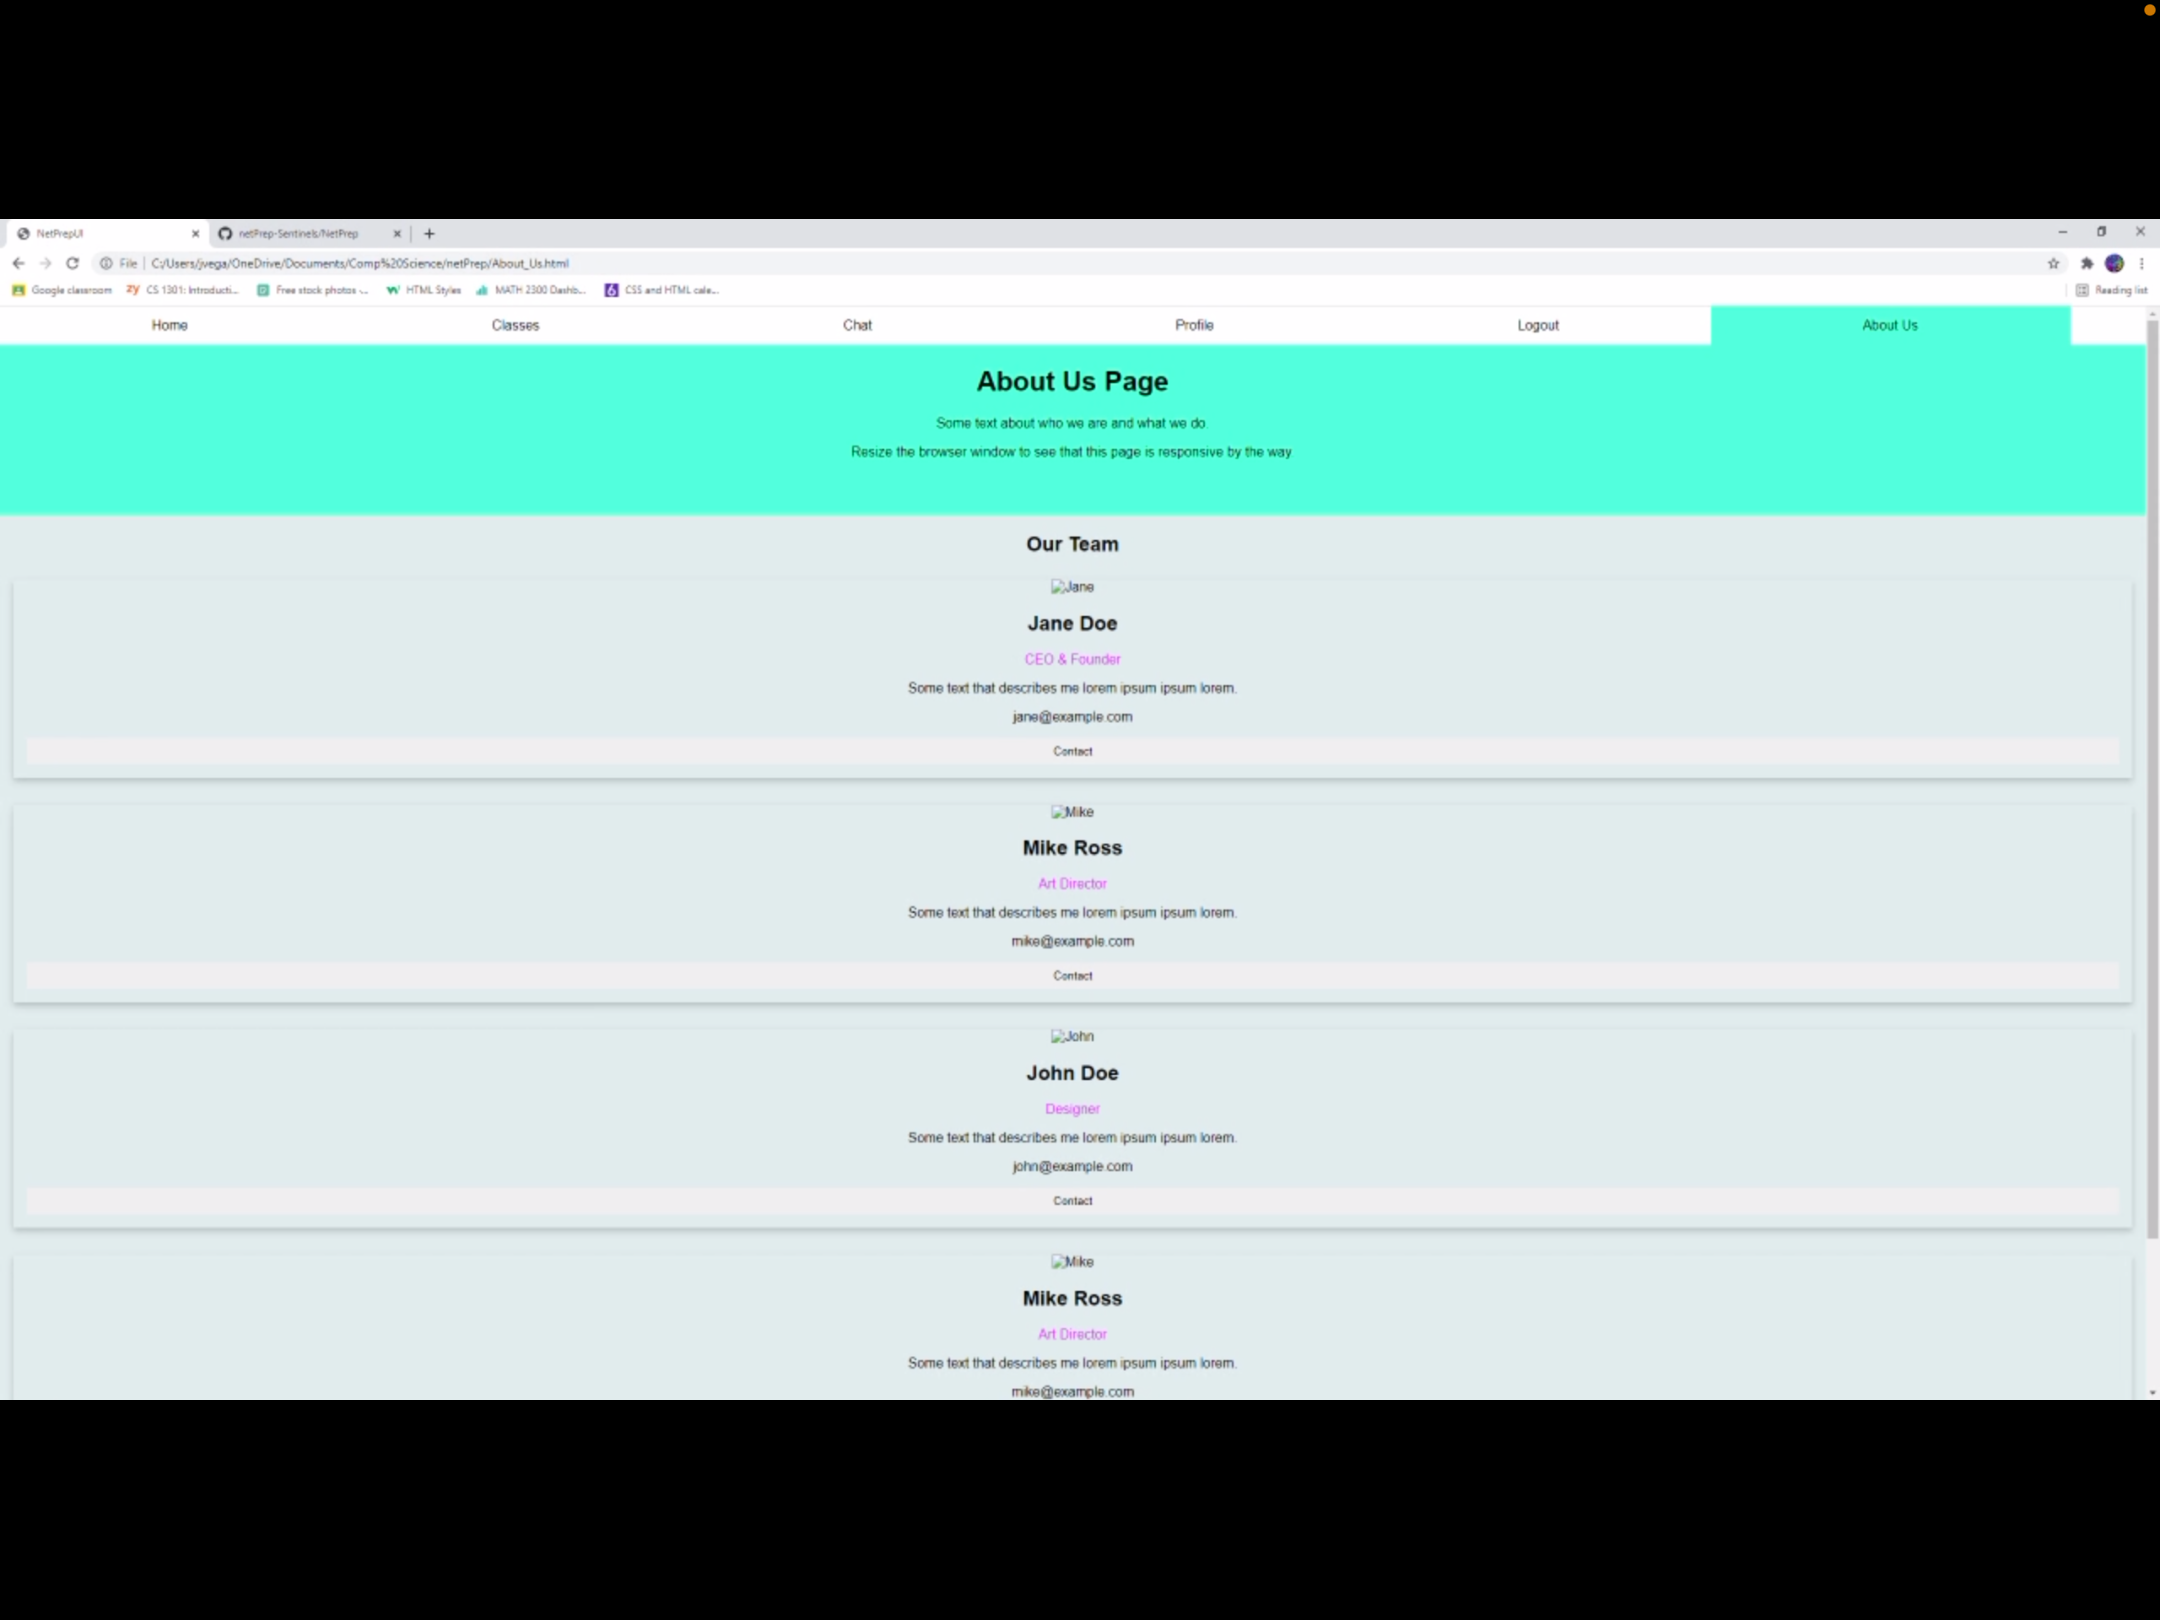 NetPrepUI
netPrep-Sentinels/NetPrep
File | C:/Users/jvega/OneDrive/Documents/Comp%20Science/netPrep/About_Us.html
Google classroom zy CS 1301: Introducti... Free stock photos -... HTML Styles MATH 2300 Dashb... CSS and HTML cale... Reading list
Home Classes Chat Profile Logout About Us
About Us Page
Some text about who we are and what we do.
Resize the browser window to see that this page is responsive by the way
Our Team
Jane
Jane Doe
CEO & Founder
Some text that describes me lorem ipsum ipsum lorem.
jane@example.com
Contact
Mike
Mike Ross
Art Director
Some text that describes me lorem ipsum ipsum lorem.
mike@example.com
Contact
John
John Doe
Designer
Some text that describes me lorem ipsum ipsum lorem.
john@example.com
Contact
Mike
Mike Ross
Art Director
Some text that describes me lorem ipsum ipsum lorem.
mike@example.com